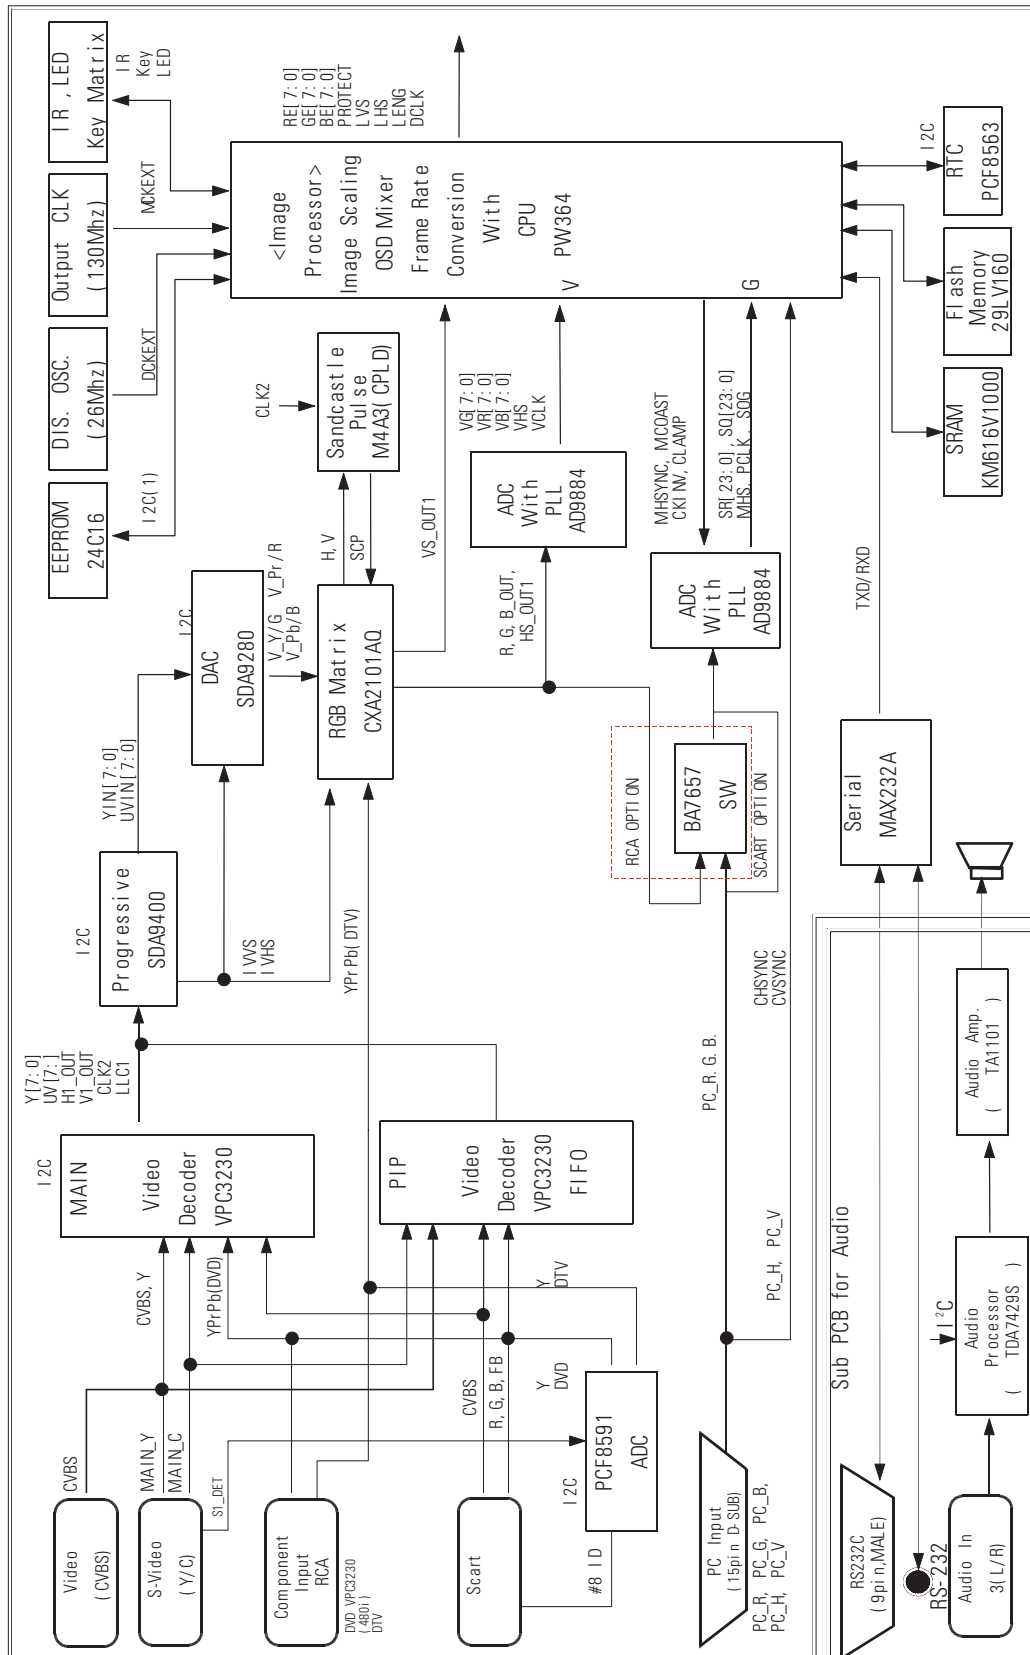 IR ,LED
Key Matrix
IR
Key
LED
Output CLK
(130Mhz)
MCKEXT
DIS. OSC.
(26Mhz)
DCKEXT
EEPROM
24C16
I2C(1)
RE[7:0]
GE[7:0]
BE[7:0]
PROTECT
LVS
LHS
LENG
DCLK
<Image
Processor>
Image Scaling
OSD Mixer
Frame Rate
Conversion
With
CPU
PW364
V
G
I2C
RTC
PCF8563
Flash
Memory
29LV160
SRAM
KM616V1000
CLK2
Sandcastle
Pulse
M4A3(CPLD)
H,V
SCP
VS_OUT1
VG[7:0]
VR[7:0]
VB[7:0]
VHS
VCLK
ADC
With
PLL
AD9884
R, G, B_OUT,
HS_OUT1
MHSYNC, MCOAST
CKINV, CLAMP
SR[23:0], SQ[23:0]
MHS, PCLK, SOG
ADC
With
PLL
AD9884
TXD/RXD
I2C
DAC
SDA9280
V_Y/G V_Pr/R
V_Pb/B
RGB Matrix
CXA2101AQ
YIN[7:0]
UVIN[7:0]
I2C
Progressive
SDA9400
IVVS
IVHS
YPrPb(DTV)
RCA OPTION
BA7657
SW
SCART OPTION
Serial
MAX232A
CHSYNC
CVSYNC
PC_R. G. B.
Y[7:0]
UV[7:]
H1_OUT
V1_OUT
CLK2
LLC1
I2C
MAIN
Video
Decoder
VPC3230
PIP
Video
Decoder
VPC3230
FIFO
CVBS, Y
YPrPb(DVD)
Y
DTV
CVBS
R, G, B, FB
Y
DVD
PC_H, PC_V
CVBS
MAIN_Y
MAIN_C
S1_DET
Video
(CVBS)
S-Video
(Y/C)
Component
Input
RCA
DVD_VPC3230
(480i)
DTV
Scart
I2C
PCF8591
ADC
#8 ID
PC Input
(15pin D-SUB)
PC_R, PC_G, PC_B,
PC_H, PC_V
Sub PCB for Audio
Audio Amp.
( TA1101 )
I²C
Audio
Processor
( TDA7429S )
RS232C
(9pin,MALE)
RS-232
Audio In
3(L/R)